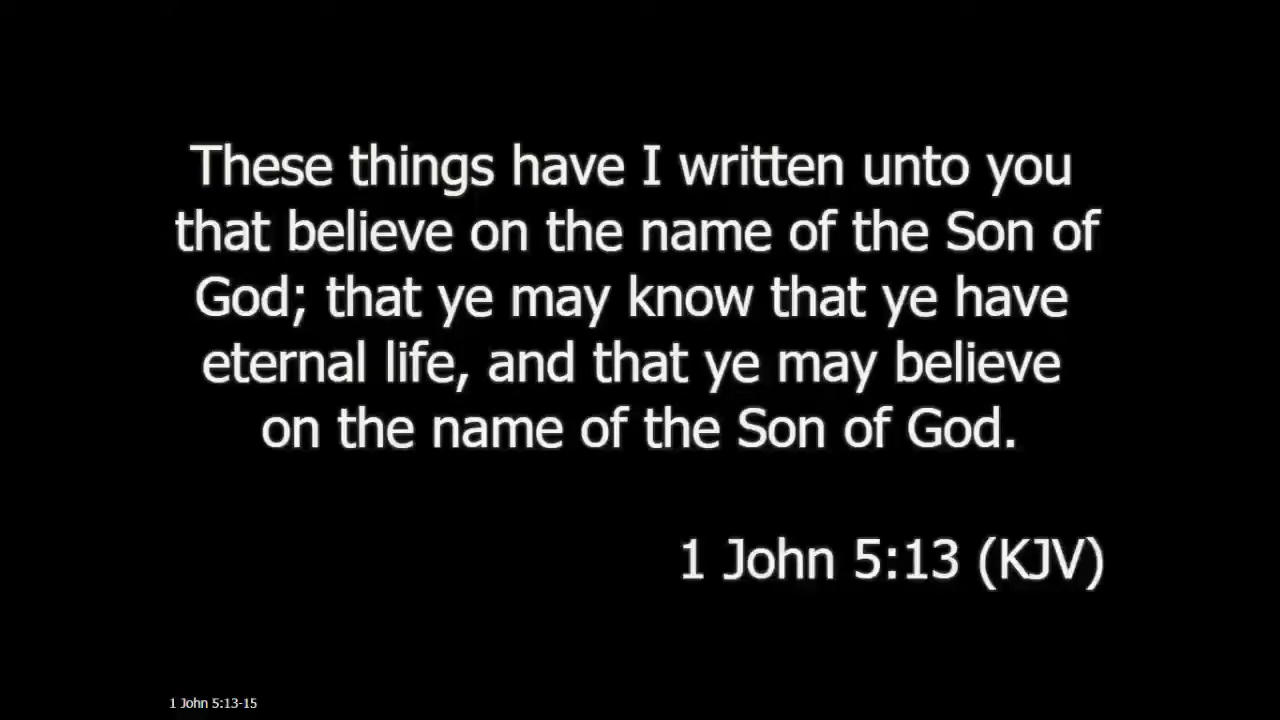 These things have I written unto you
that believe on the name of the Son of
God; that ye may know that ye have
eternal life, and that ye may believe
on the name of the Son of God.
1 John 5:13 (KJV)
1 John 5:13-15